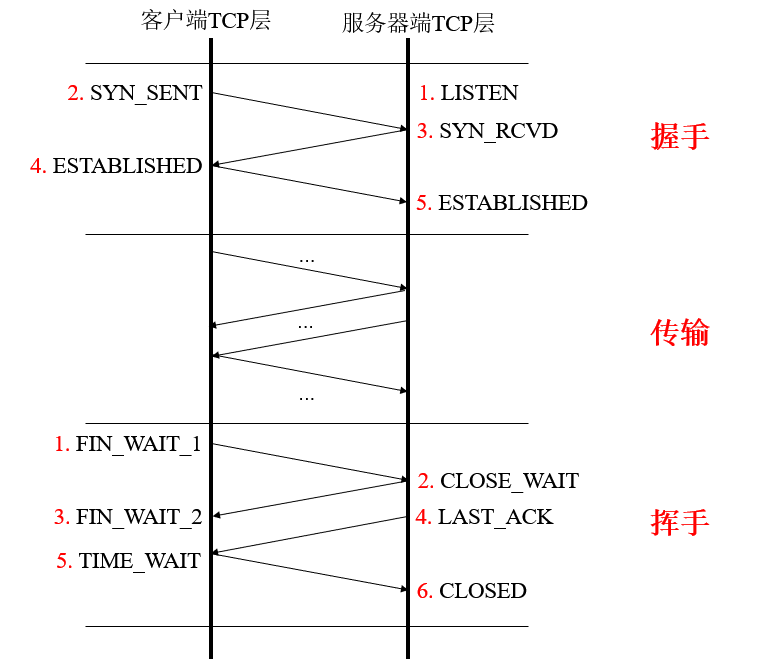 客户端TCP层
服务器端TCP层
2. SYN_SENT
1. LISTEN
3. SYN_RCVD
握手
4. ESTABLISHED
5. ESTABLISHED
...
...
传输
...
1. FIN_WAIT_1
2. CLOSE_WAIT
3. FIN_WAIT_2
4. LAST_ACK
挥手
5. TIME_WAIT
6. CLOSED